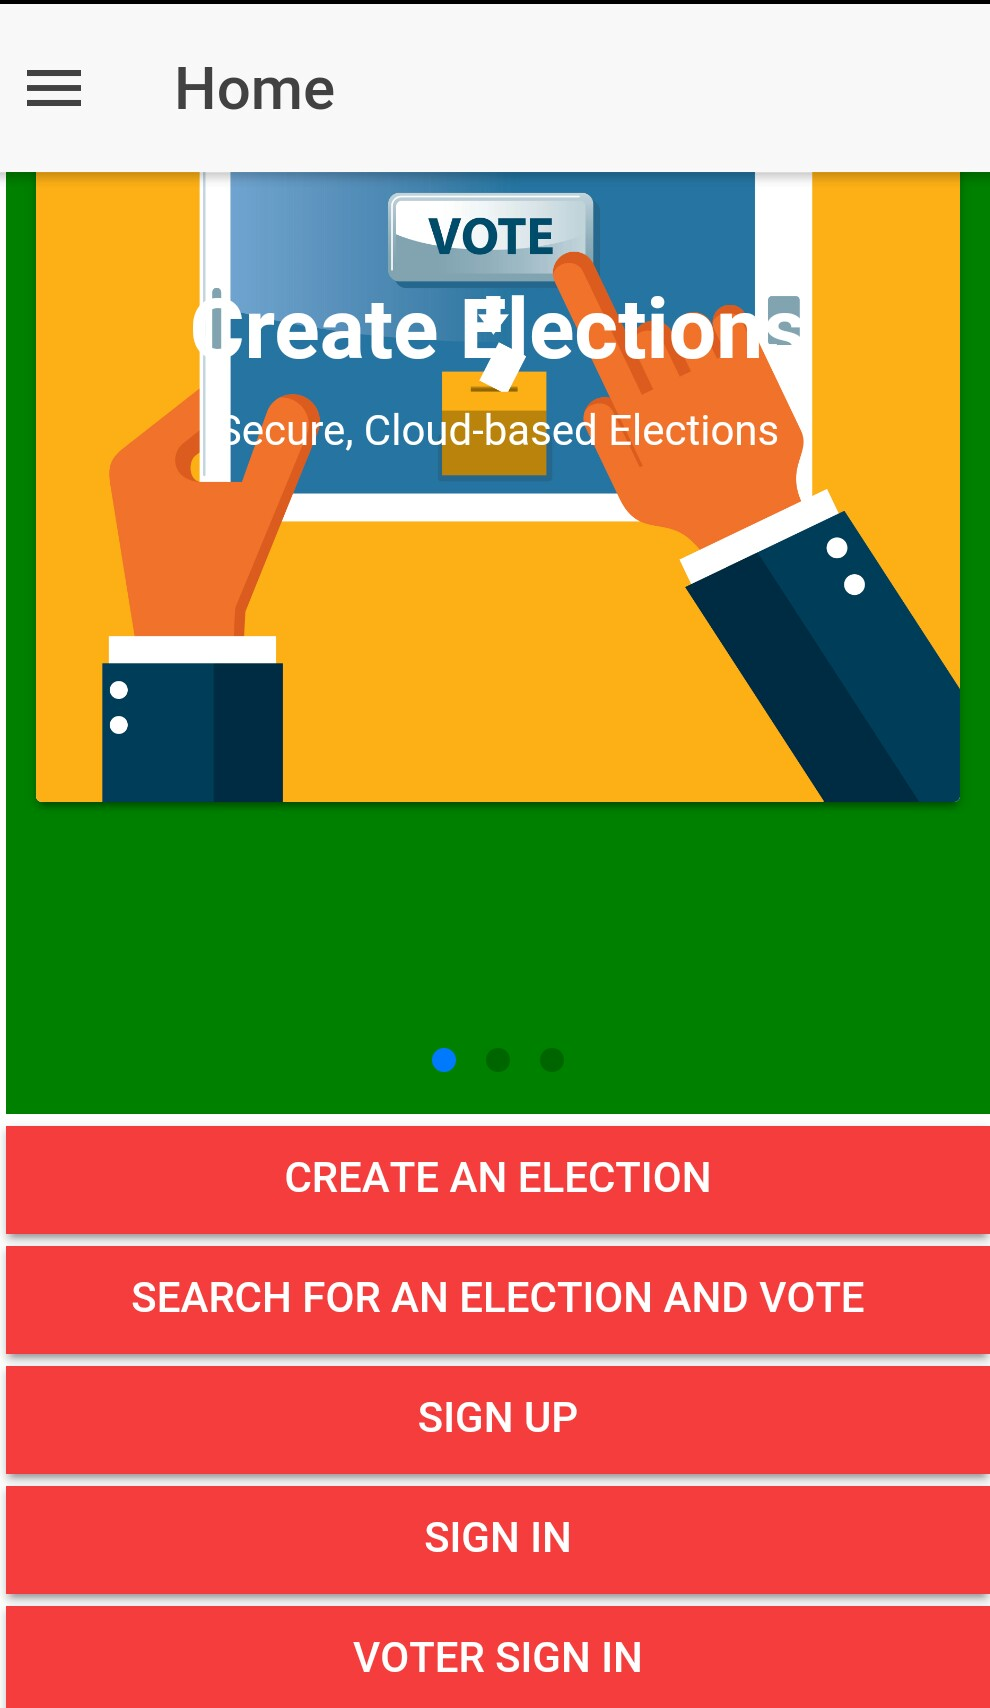 Home
VOTE
Create Elections
Secure, Cloud-based Elections
CREATE AN ELECTION
SEARCH FOR AN ELECTION AND VOTE
SIGN UP
SIGN IN
VOTER SIGN IN